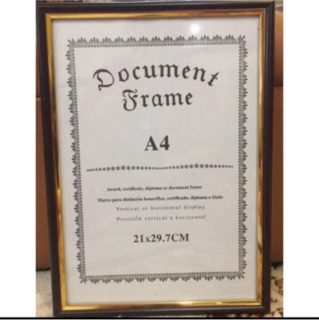 Document
Frame
A4
Award, certificate, diploma or document frame
Marco para distinción honorífica, certificado, diploma o título
Vertical or horizontal display
Posición vertical o horizontal
21x29.7CM